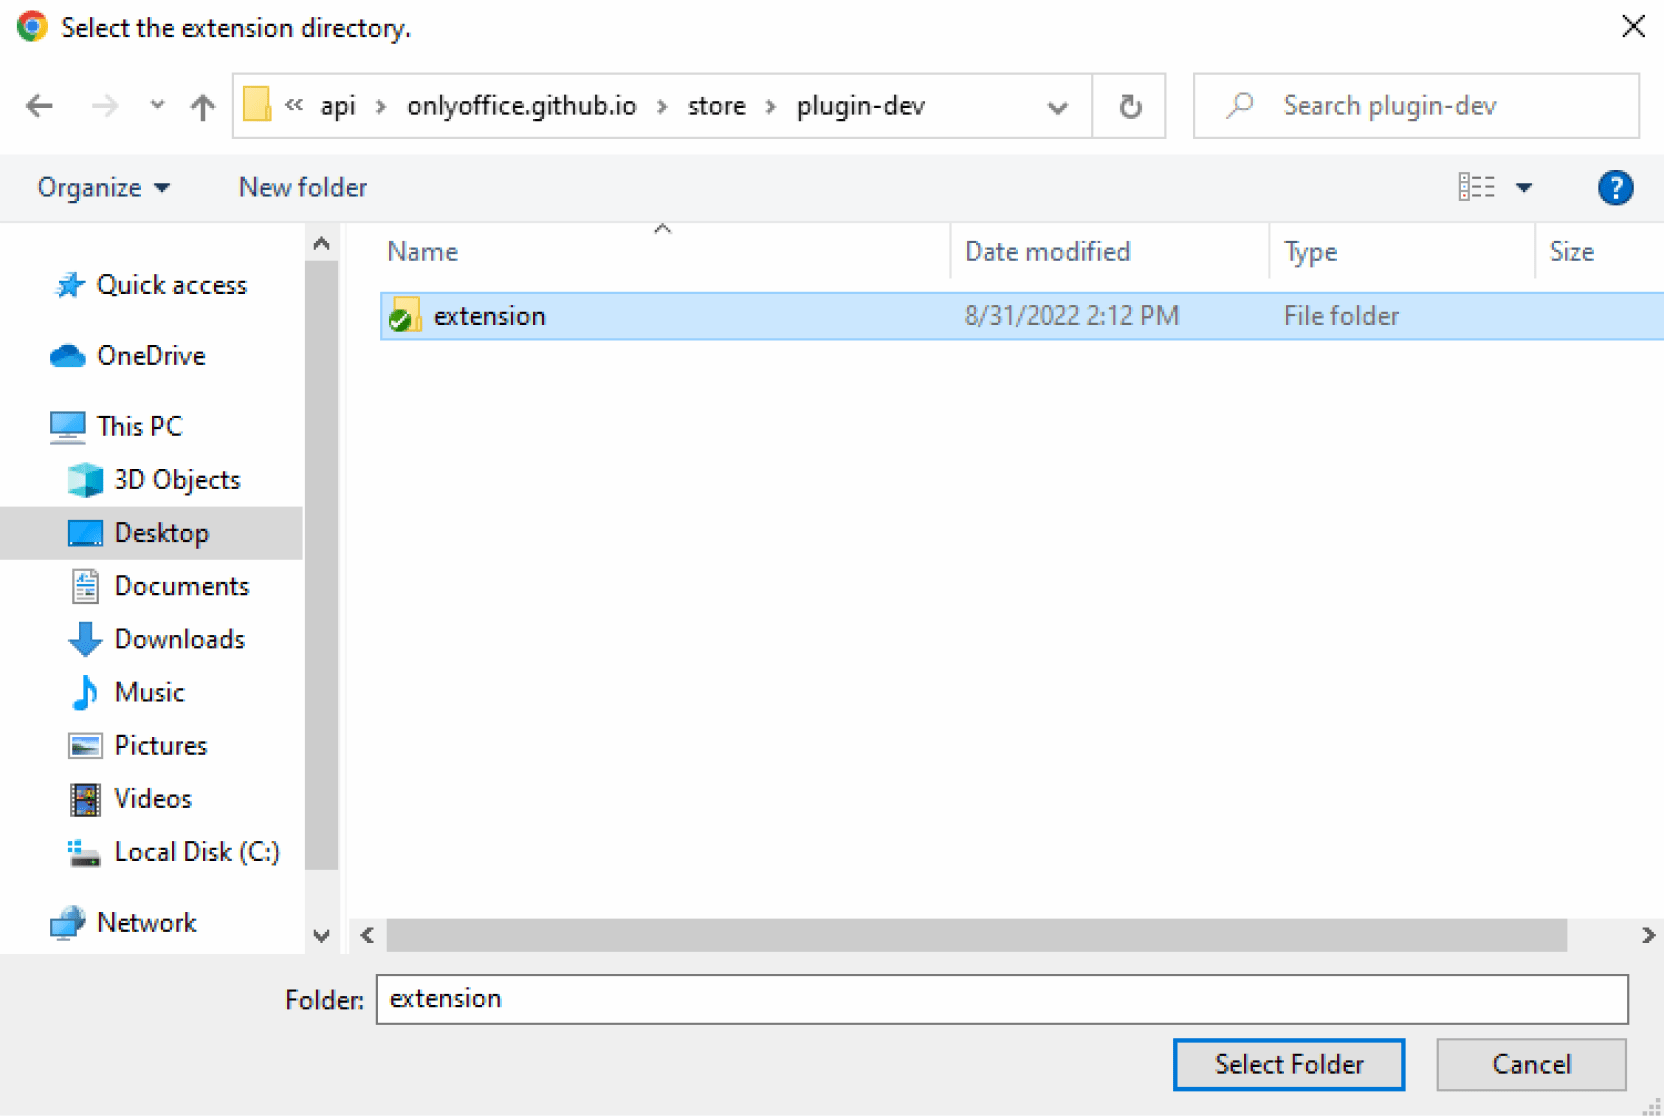 Select the extension directory.
« api › onlyoffice.github.io › store › plugin-dev
Search plugin-dev
Organize
New folder
?
Name
Date modified
Type
Size
extension
8/31/2022 2:12 PM
File folder
Quick access
OneDrive
This PC
3D Objects
Desktop
Documents
Downloads
Music
Pictures
Videos
Local Disk (C:)
Network
Folder:
extension
Select Folder
Cancel